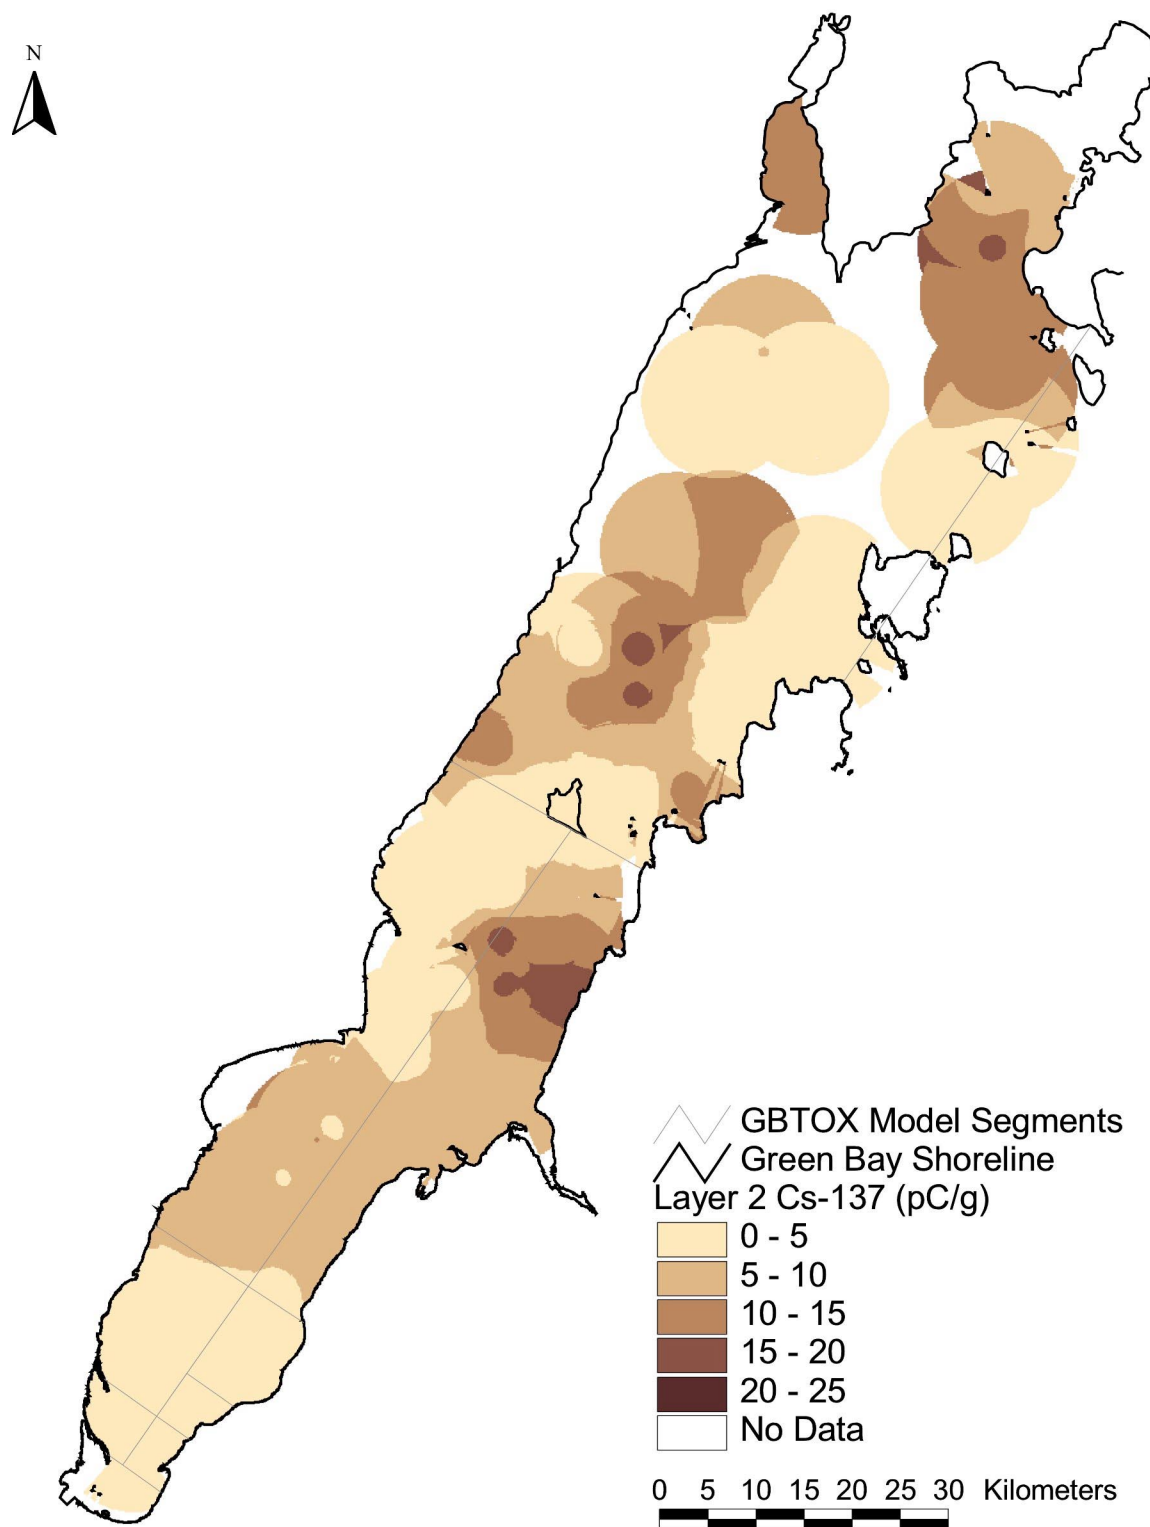 N
GBTOX Model Segments
Green Bay Shoreline
Layer 2 Cs-137 (pC/g)
0 - 5
5 - 10
10 - 15
15 - 20
20 - 25
No Data
0 5 10 15 20 25 30 Kilometers